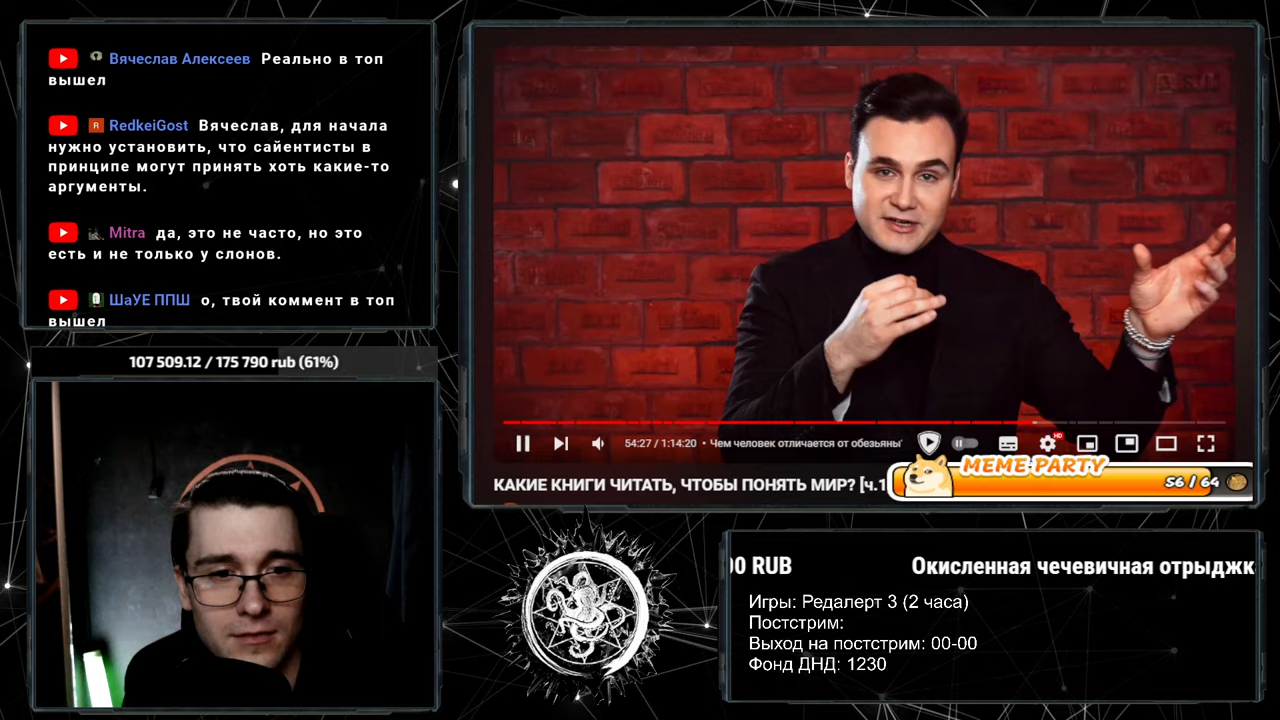 Вячеслав Алексеев Реально в топ
вышел
RedkeiGost Вячеслав, для начала
нужно установить, что сайентисты в
принципе могут принять хоть какие-то
аргументы.
Mitra да, это не часто, но это
есть и не только у слонов.
ШаУЕ ППШ о, твой коммент в топ
вышел
107 509.12 / 175 790 rub (61%)
54:27 / 1:14:20 • Чем человек отличается от обезьяны
HD
MEME PARTY
56 / 64
КАКИЕ КНИГИ ЧИТАТЬ, ЧТОБЫ ПОНЯТЬ МИР? [ч.1
00 RUB Окисленная чечевичная отрыджк
Игры: Редалерт 3 (2 часа)
Постстрим:
Выход на постстрим: 00-00
Фонд ДНД: 1230